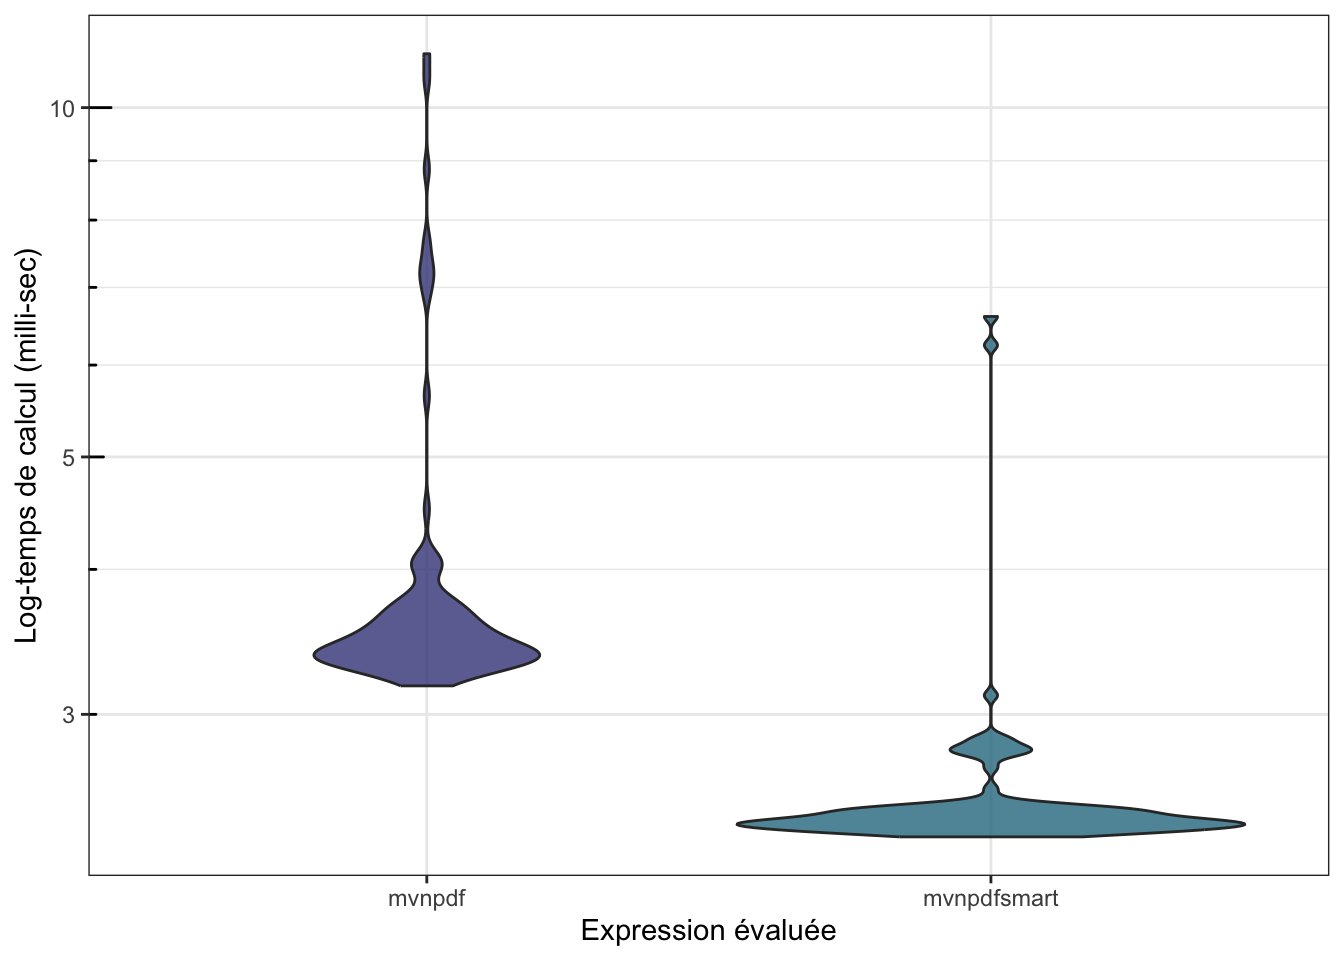 Log-temps de calcul (milli-sec)
10
5
3
mvnpdf
mvnpdfsmart
Expression évaluée